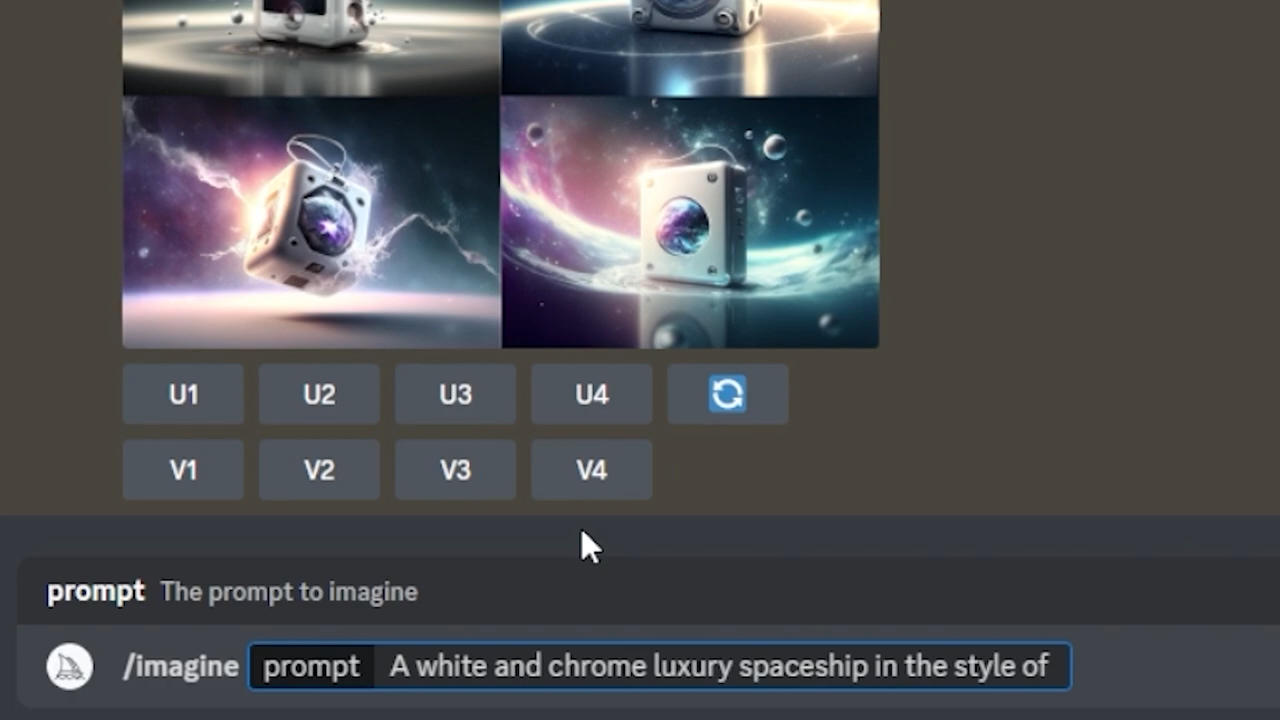 U1 U2 U3 U4
V1 V2 V3 V4
prompt The prompt to imagine
/imagine prompt A white and chrome luxury spaceship in the style of